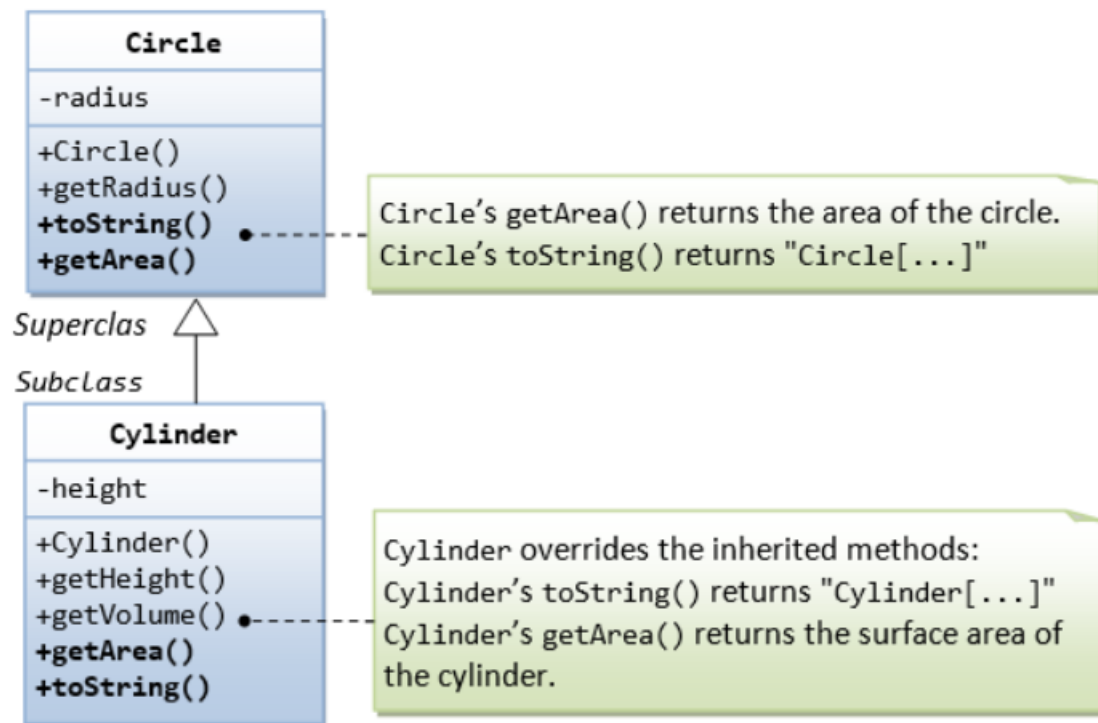 Circle
-radius
+Circle()
+getRadius()
+toString()
+getArea()
Circle's getArea() returns the area of the circle.
Circle's toString() returns "Circle[...]"
Superclas
Subclass
Cylinder
-height
+Cylinder()
+getHeight()
+getVolume()
+getArea()
+toString()
Cylinder overrides the inherited methods:
Cylinder's toString() returns "Cylinder[...]"
Cylinder's getArea() returns the surface area of
the cylinder.